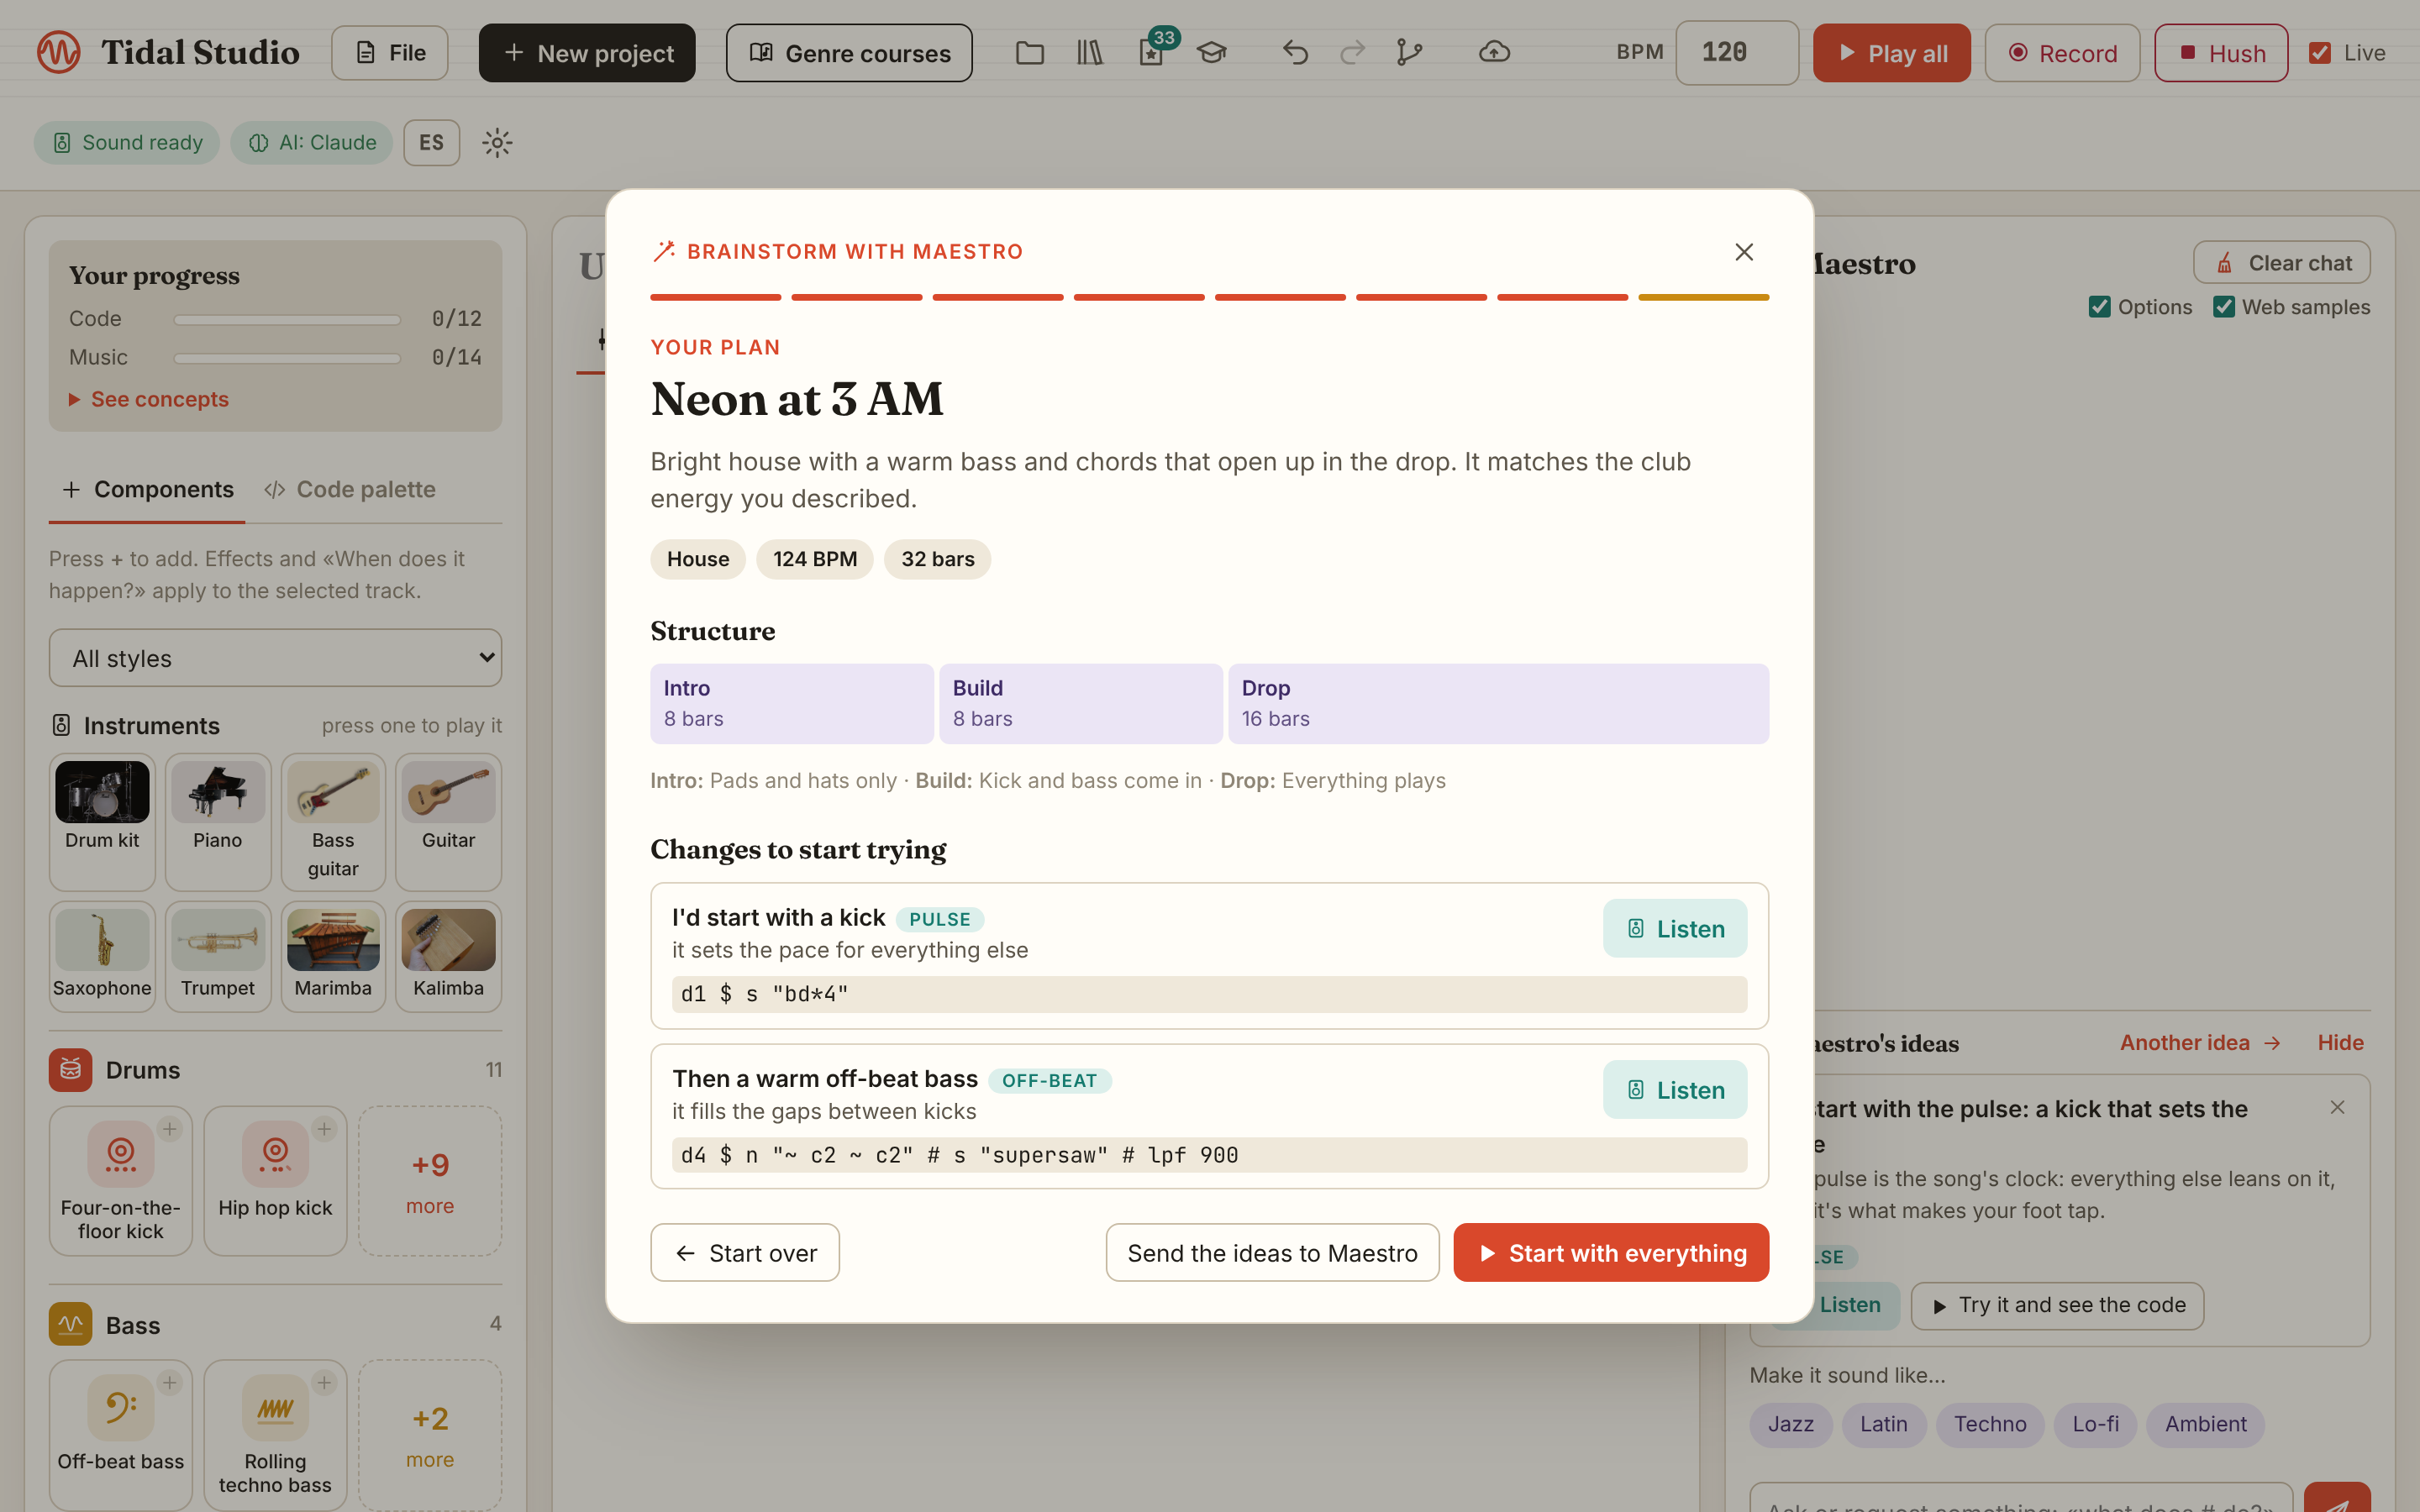 Tidal Studio
File
New project
Genre courses
33
BPM
120
Play all
Record
Hush
Live
Sound ready
AI: Claude
ES
Your progress
Code 0/12
Music 0/14
See concepts
Components
Code palette
Press + to add. Effects and «When does it
happen?» apply to the selected track.
All styles
Instruments
press one to play it
Drum kit
Piano
Bass
guitar
Guitar
Saxophone
Trumpet
Marimba
Kalimba
Drums
11
Four-on-the-
floor kick
Hip hop kick
+9
more
Bass
4
Off-beat bass
Rolling
techno bass
+2
more
BRAINSTORM WITH MAESTRO
YOUR PLAN
Neon at 3 AM
Bright house with a warm bass and chords that open up in the drop. It matches the club
energy you described.
House
124 BPM
32 bars
Structure
Intro
8 bars
Build
8 bars
Drop
16 bars
Intro: Pads and hats only · Build: Kick and bass come in · Drop: Everything plays
Changes to start trying
I'd start with a kick
PULSE
it sets the pace for everything else
Listen
d1 $ s "bd*4"
Then a warm off-beat bass
OFF-BEAT
it fills the gaps between kicks
Listen
d4 $ n "~ c2 ~ c2" # s "supersaw" # lpf 900
Start over
Send the ideas to Maestro
Start with everything
Maestro
Clear chat
Options
Web samples
aestro's ideas
Another idea →
Hide
start with the pulse: a kick that sets the
pulse is the song's clock: everything else leans on it,
it's what makes your foot tap.
LSE
Listen
Try it and see the code
Make it sound like...
Jazz
Latin
Techno
Lo-fi
Ambient